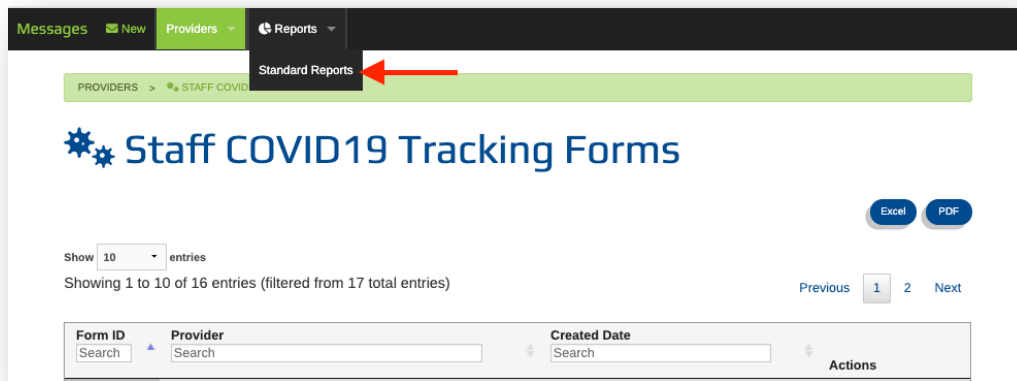 Messages New Providers Reports
Standard Reports
PROVIDERS > STAFF COVID
Staff COVID19 Tracking Forms
Excel PDF
Show 10 entries
Showing 1 to 10 of 16 entries (filtered from 17 total entries)
Previous 1 2 Next
Form ID Provider Created Date
Search Search Search
Actions